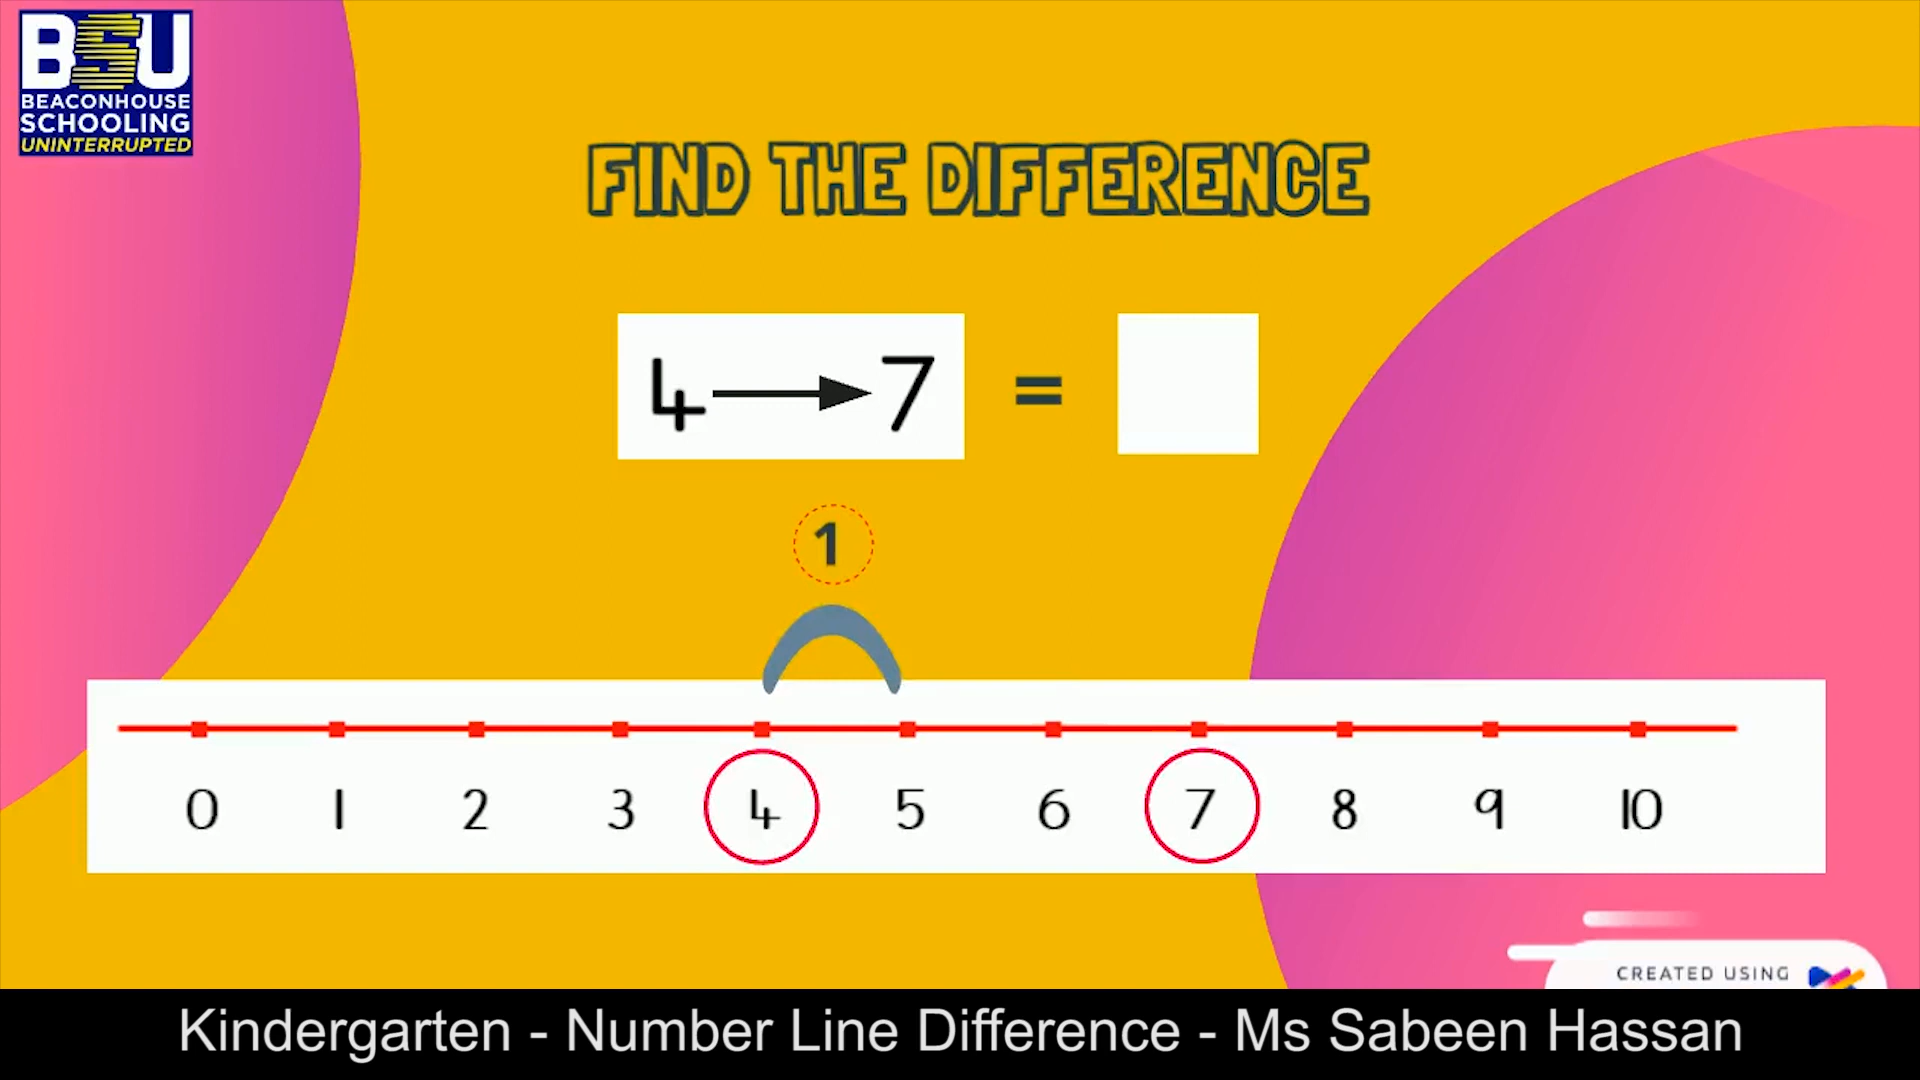 BSU
BEACONHOUSE
SCHOOLING
UNINTERRUPTED
FIND THE DIFFERENCE
4 → 7 =
1
0 1 2 3 4 5 6 7 8 9 10
CREATED USING
Kindergarten - Number Line Difference - Ms Sabeen Hassan